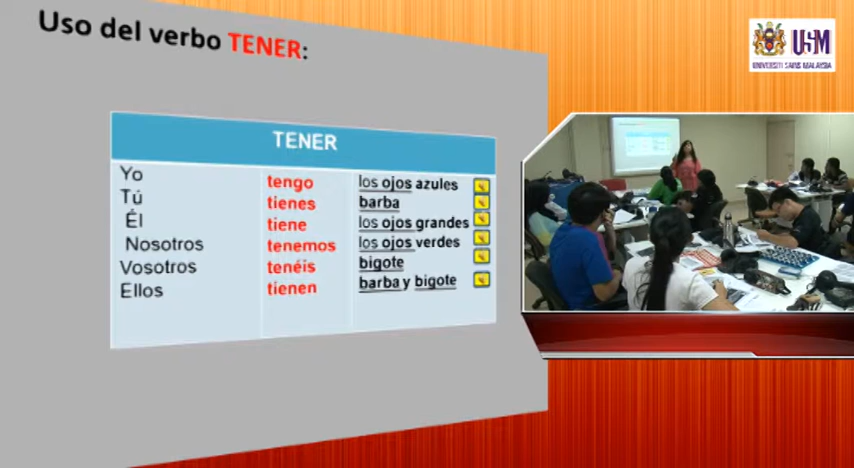 Uso del verbo TENER:
USM
UNIVERSITI SAINS MALAYSIA
TENER
Yo tengo los ojos azules
Tú tienes barba
Él tiene los ojos grandes
Nosotros tenemos los ojos verdes
Vosotros tenéis bigote
Ellos tienen barba y bigote